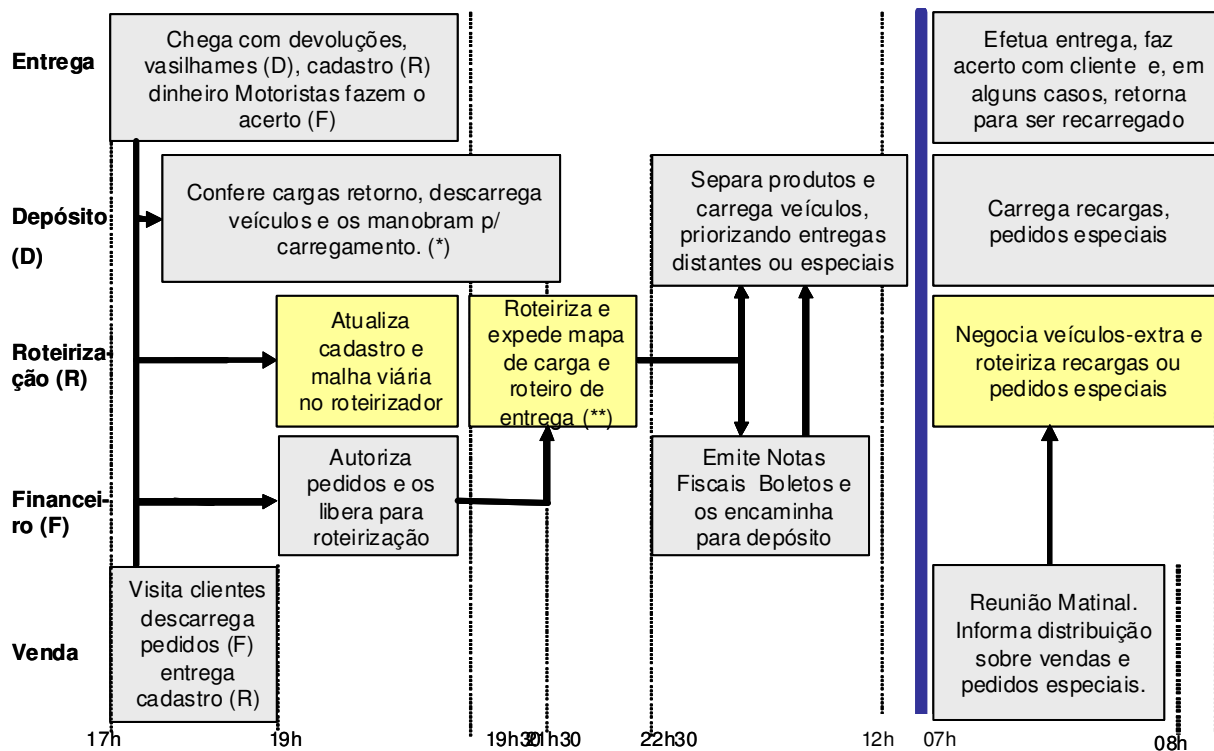 Entrega
Chega com devoluções,
vasilhames (D), cadastro (R)
dinheiro Motoristas fazem o
acerto (F)
Efetua entrega, faz
acerto com cliente e, em
alguns casos, retorna
para ser recarregado
Depósito
(D)
Confere cargas retorno, descarrega
veículos e os manobram p/
carregamento. (*)
Separa produtos e
carrega veículos,
priorizando entregas
distantes ou especiais
Carrega recargas,
pedidos especiais
Roteiriza-
ção (R)
Atualiza
cadastro e
malha viária
no roteirizador
Roteiriza e
expede mapa
de carga e
roteiro de
entrega (**)
Negocia veículos-extra e
roteiriza recargas ou
pedidos especiais
Financei-
ro (F)
Autoriza
pedidos e os
libera para
roteirização
Emite Notas
Fiscais Boletos e
os encaminha
para depósito
Venda
Visita clientes
descarrega
pedidos (F)
entrega
cadastro (R)
Reunião Matinal.
Informa distribuição
sobre vendas e
pedidos especiais.
17h
19h
19h30
21h30
22h30
12h
07h
08h